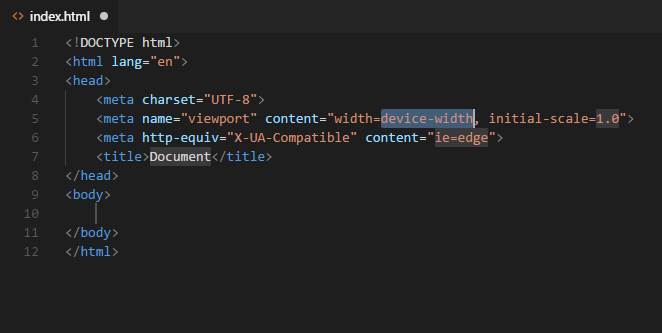 <> index.html ●
1 <!DOCTYPE html>
2 <html lang="en">
3 <head>
4     <meta charset="UTF-8">
5     <meta name="viewport" content="width=device-width, initial-scale=1.0">
6     <meta http-equiv="X-UA-Compatible" content="ie=edge">
7     <title>Document</title>
8 </head>
9 <body>
10
11 </body>
12 </html>